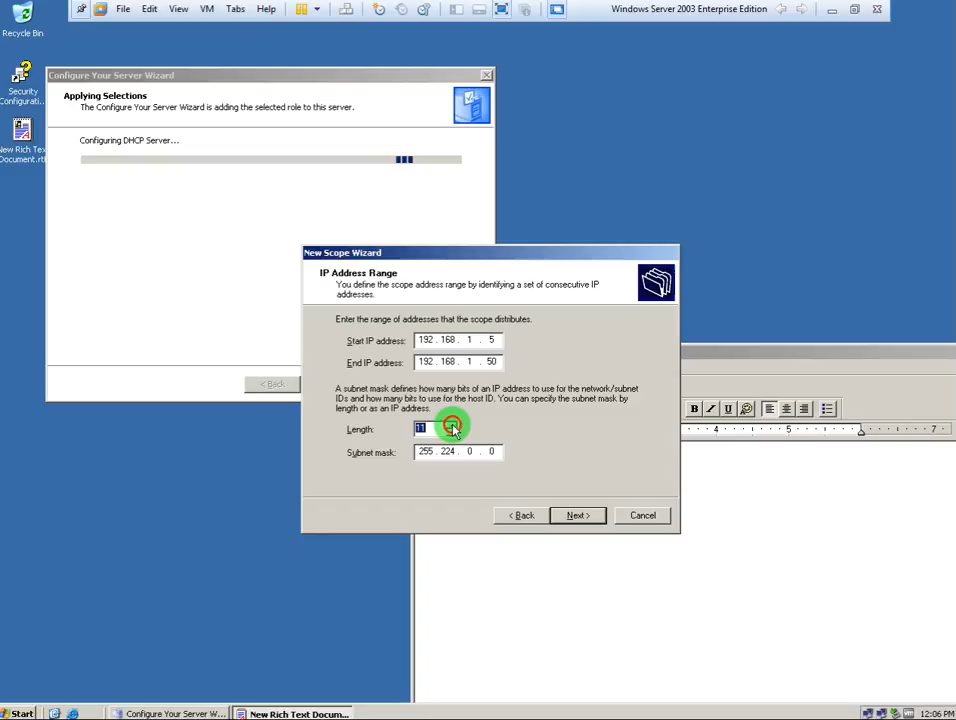 File Edit View VM Tabs Help
Windows Server 2003 Enterprise Edition
Recycle Bin
Security
Configurati...
New Rich Text
Document.rtf
Configure Your Server Wizard
Applying Selections
The Configure Your Server Wizard is adding the selected role to this server.
Configuring DHCP Server...
< Back
New Scope Wizard
IP Address Range
You define the scope address range by identifying a set of consecutive IP
addresses.
Enter the range of addresses that the scope distributes.
Start IP address: 192 . 168 . 1 . 5
End IP address: 192 . 168 . 1 . 50
A subnet mask defines how many bits of an IP address to use for the network/subnet
IDs and how many bits to use for the host ID. You can specify the subnet mask by
length or as an IP address.
Length: 11
Subnet mask: 255 . 224 . 0 . 0
< Back Next > Cancel
B I U
4 5 7
Start Configure Your Server W... New Rich Text Docum... 12:06 PM